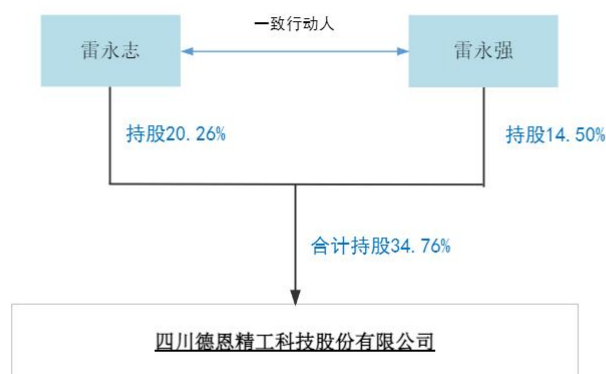 一致行动人
雷永志
雷永强
持股20.26%
持股14.50%
合计持股34.76%
四川德恩精工科技股份有限公司